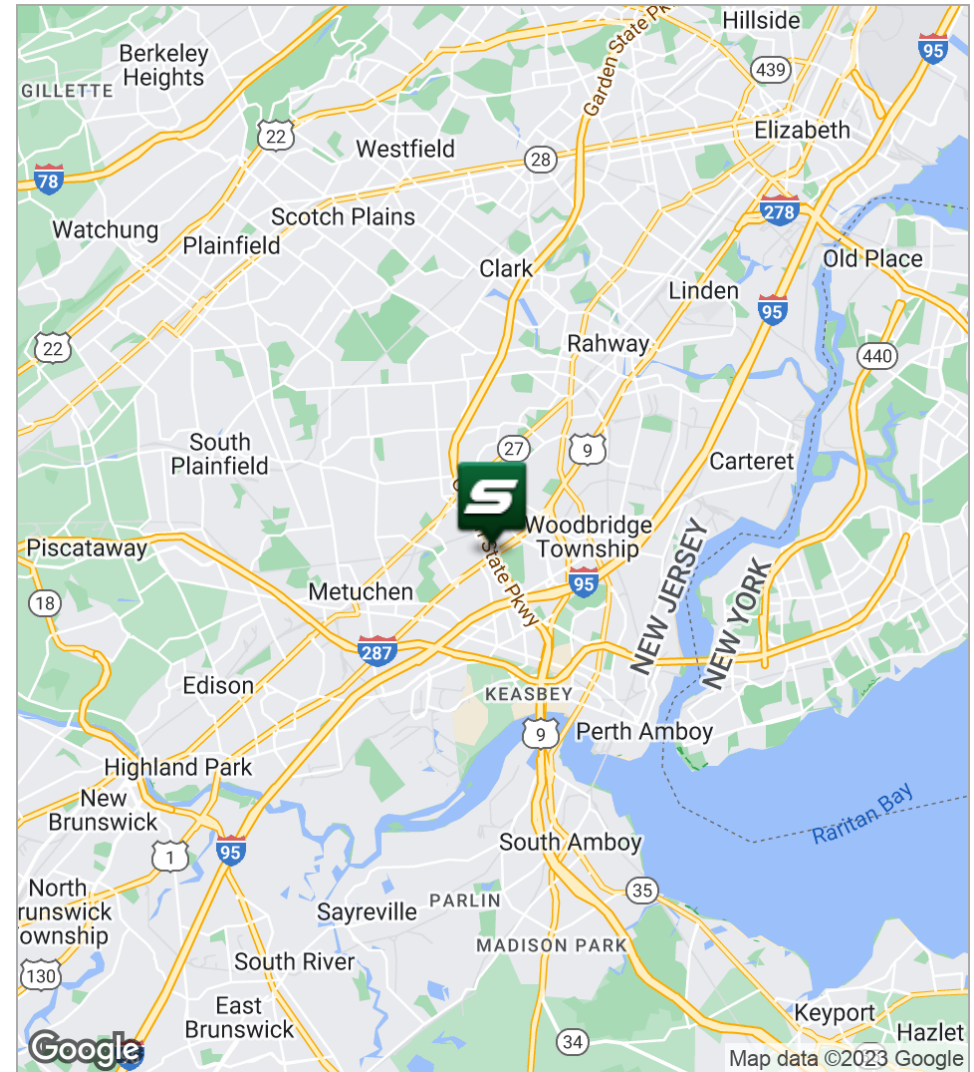 Hillside
Berkeley
Heights
Garden State Pk
95
439
GILLETTE
22
Elizabeth
Westfield
28
78
278
Scotch Plains
Watchung
Plainfield
Old Place
Clark
Linden
95
22
Rahway
440
27
9
South
Plainfield
Carteret
S
Woodbridge
Township
Piscataway
State Pkwy
95
18
Metuchen
NEW JERSEY
NEW YORK
287
Edison
KEASBEY
9
Perth Amboy
Highland Park
New
Brunswick
Raritan Bay
1
95
South Amboy
North
runswick
ownship
35
PARLIN
Sayreville
MADISON PARK
130
South River
East
Brunswick
Keyport
34
Hazlet
Google
Map data ©2023 Google